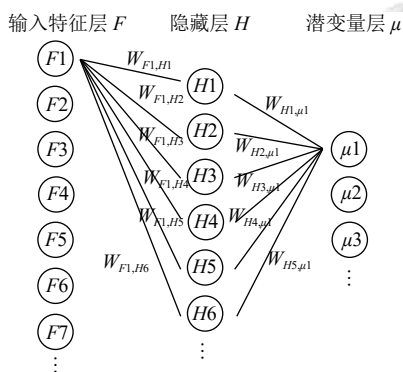 输入特征层 F
隐藏层 H
潜变量层 μ
F1
F2
F3
F4
F5
F6
F7
⋮
W_{F1,H1}
W_{F1,H2}
W_{F1,H3}
W_{F1,H4}
W_{F1,H5}
W_{F1,H6}
H1
H2
H3
H4
H5
H6
⋮
W_{H1,μ1}
W_{H2,μ1}
W_{H3,μ1}
W_{H4,μ1}
W_{H5,μ1}
μ1
μ2
μ3
⋮